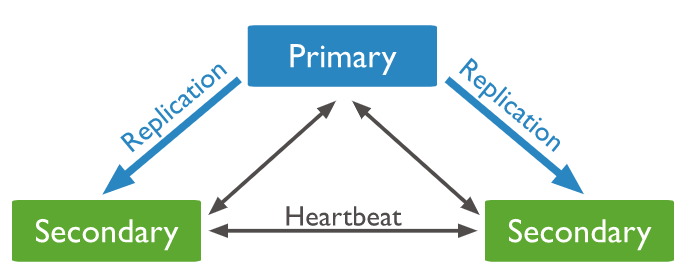 Primary
Replication
Replication
Heartbeat
Secondary
Secondary